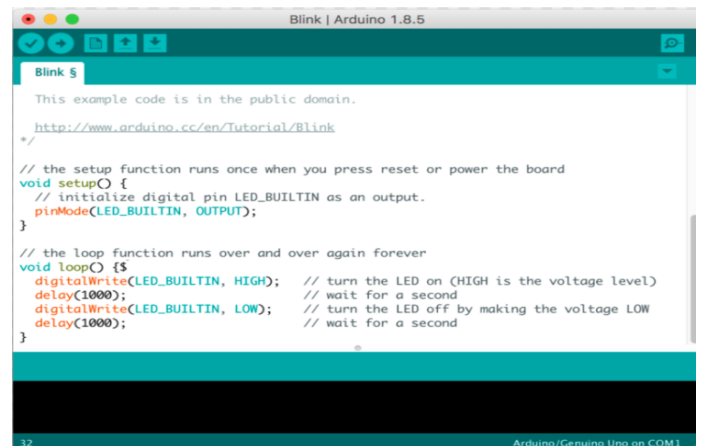 Blink | Arduino 1.8.5
Blink §
This example code is in the public domain.
http://www.arduino.cc/en/Tutorial/Blink
*/
// the setup function runs once when you press reset or power the board
void setup() {
// initialize digital pin LED_BUILTIN as an output.
pinMode(LED_BUILTIN, OUTPUT);
}
// the loop function runs over and over again forever
void loop() {$
digitalWrite(LED_BUILTIN, HIGH); // turn the LED on (HIGH is the voltage level)
delay(1000); // wait for a second
digitalWrite(LED_BUILTIN, LOW); // turn the LED off by making the voltage LOW
delay(1000); // wait for a second
}
32 Arduino/Genuino Uno on COM1